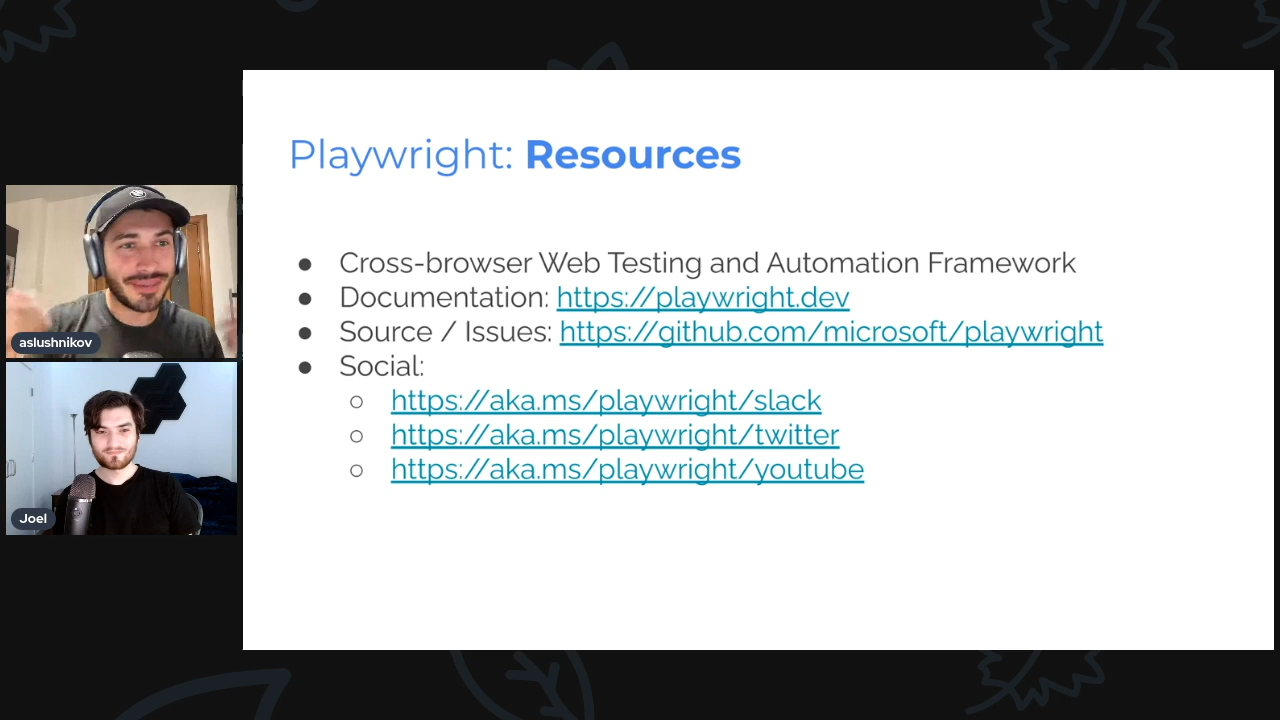 Playwright: Resources
● Cross-browser Web Testing and Automation Framework
● Documentation: https://playwright.dev
● Source / Issues: https://github.com/microsoft/playwright
● Social:
○ https://aka.ms/playwright/slack
○ https://aka.ms/playwright/twitter
○ https://aka.ms/playwright/youtube
aslushnikov
Joel